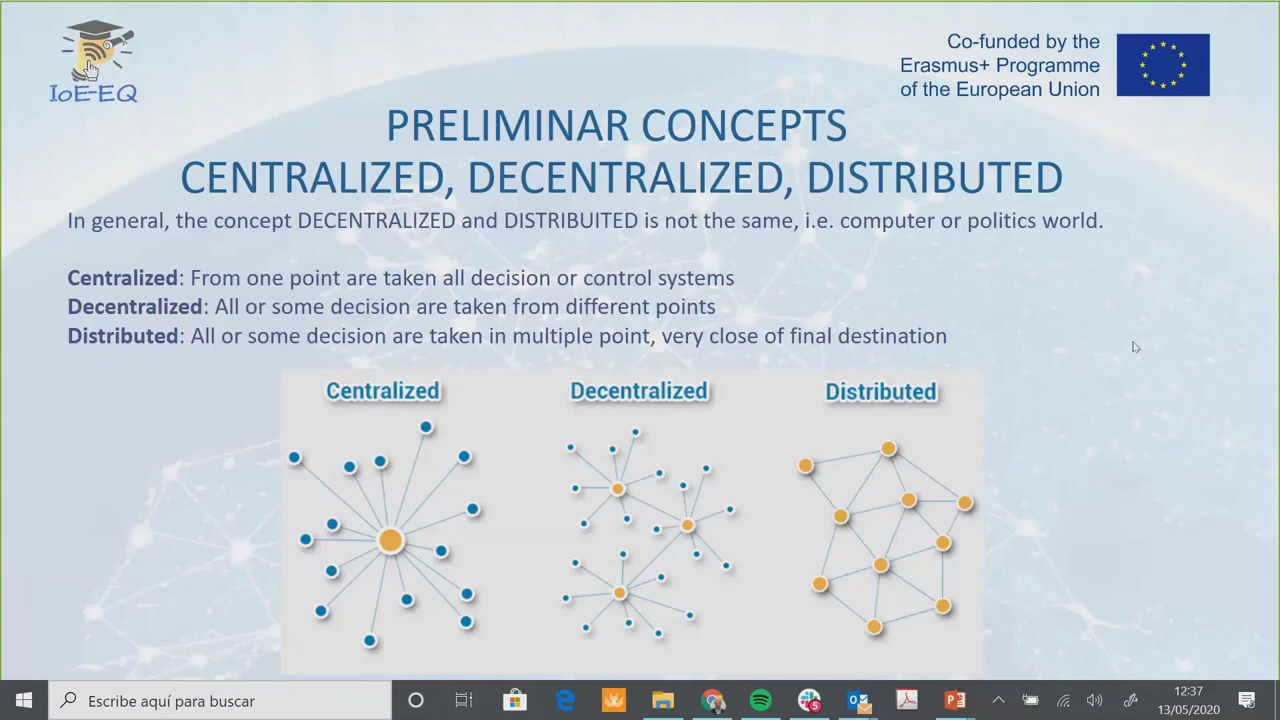 IoE-EQ
Co-funded by the
Erasmus+ Programme
of the European Union
PRELIMINAR CONCEPTS
CENTRALIZED, DECENTRALIZED, DISTRIBUTED
In general, the concept DECENTRALIZED and DISTRIBUITED is not the same, i.e. computer or politics world.
Centralized: From one point are taken all decision or control systems
Decentralized: All or some decision are taken from different points
Distributed: All or some decision are taken in multiple point, very close of final destination
Centralized
Decentralized
Distributed
Escribe aquí para buscar
5
12:37
13/05/2020